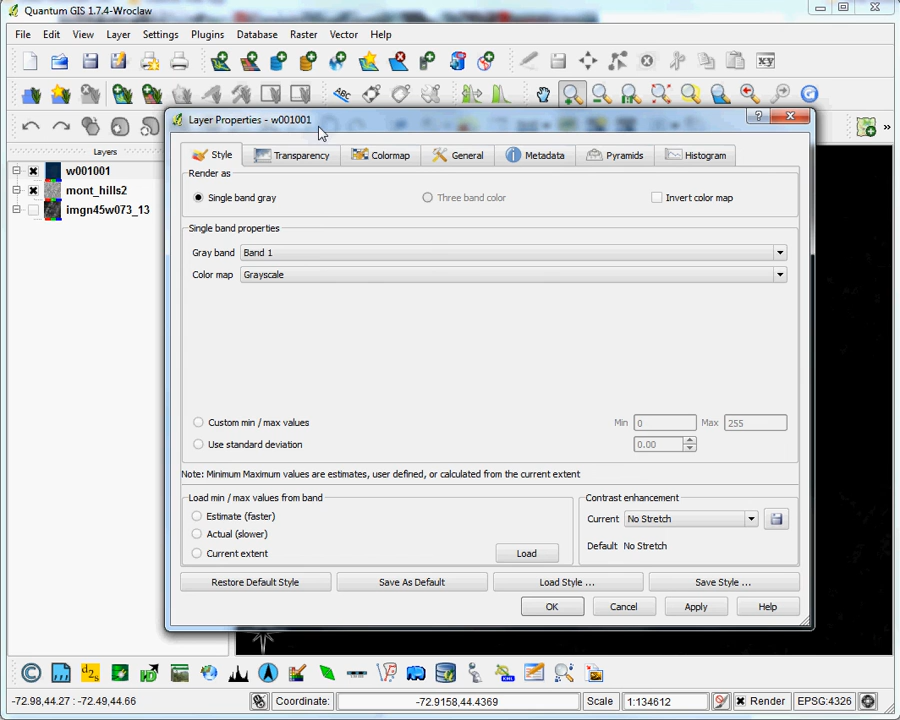 Quantum GIS 1.7.4-Wroclaw
File Edit View Layer Settings Plugins Database Raster Vector Help
ABC
xy
»
Layer Properties - w001001
Layers
w001001
mont_hills2
imgn45w073_13
Style Transparency Colormap General Metadata Pyramids Histogram
Render as
Single band gray Three band color Invert color map
Single band properties
Gray band Band 1
Color map Grayscale
Custom min / max values Min 0 Max 255
Use standard deviation 0.00
Note: Minimum Maximum values are estimates, user defined, or calculated from the current extent
Load min / max values from band
Estimate (faster)
Actual (slower)
Current extent Load
Contrast enhancement
Current No Stretch
Default No Stretch
Restore Default Style Save As Default Load Style ... Save Style ...
OK Cancel Apply Help
-72.98,44.27 : -72.49,44.66 Coordinate: -72.9158,44.4369 Scale 1:134612 Render EPSG:4326